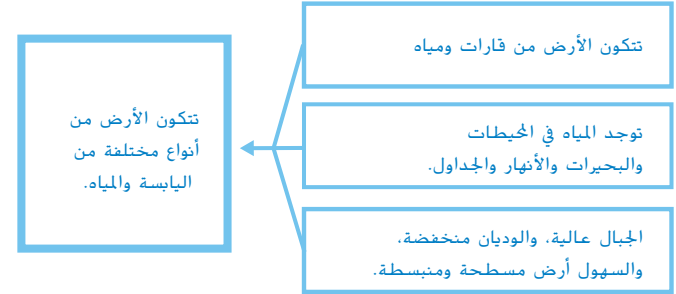 تتكون الأرض من قارات ومياه
توجد المياه في المحيطات
والبحيرات والأنهار والجداول.
الجبال عالية، والوديان منخفضة،
والسهول أرض مسطحة ومنبسطة.
تتكون الأرض من
أنواع مختلفة من
اليابسة والمياه.